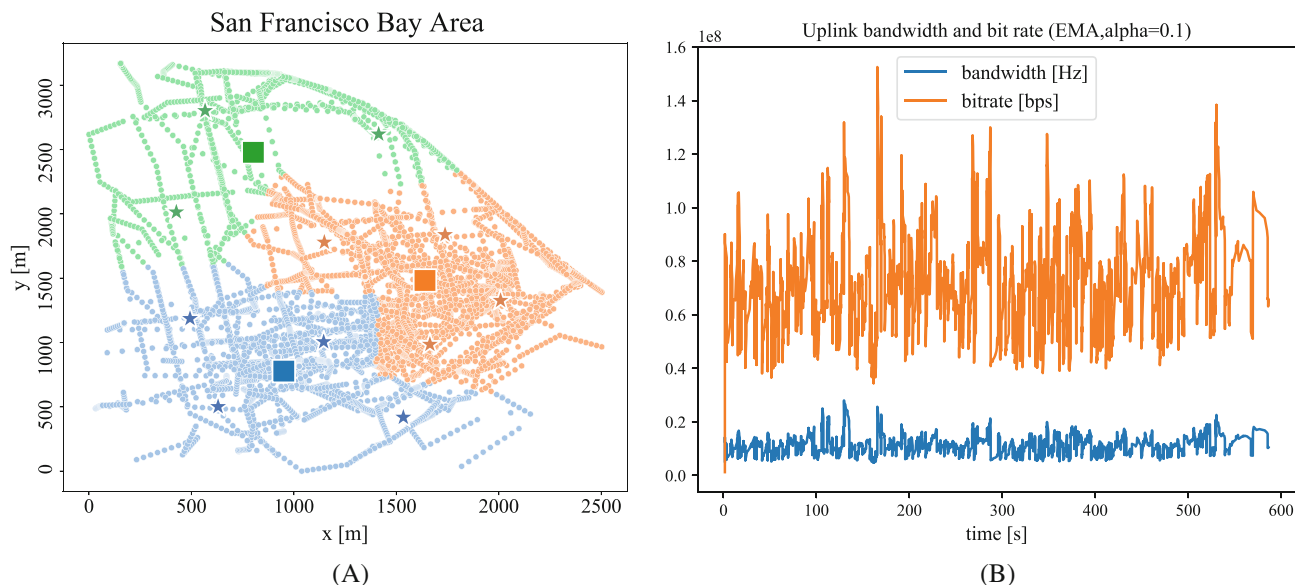 San Francisco Bay Area
3000
2500
2000
1500
1000
500
0
y [m]
0 500 1000 1500 2000 2500
x [m]
(A)
Uplink bandwidth and bit rate (EMA,alpha=0.1)
1e8
1.6
1.4
1.2
1.0
0.8
0.6
0.4
0.2
0.0
bandwidth [Hz]
bitrate [bps]
0 100 200 300 400 500 600
time [s]
(B)